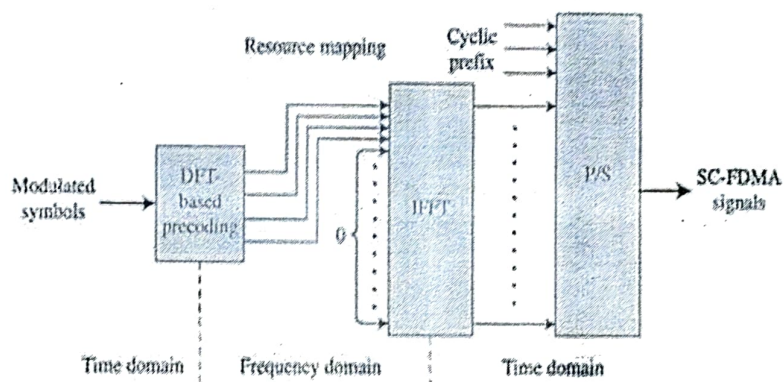 Resource mapping
Cyclic
prefix
Modulated
symbols
DFT-
based
precoding
0
IFFT
P/S
SC-FDMA
signals
Time domain
Frequency domain
Time domain